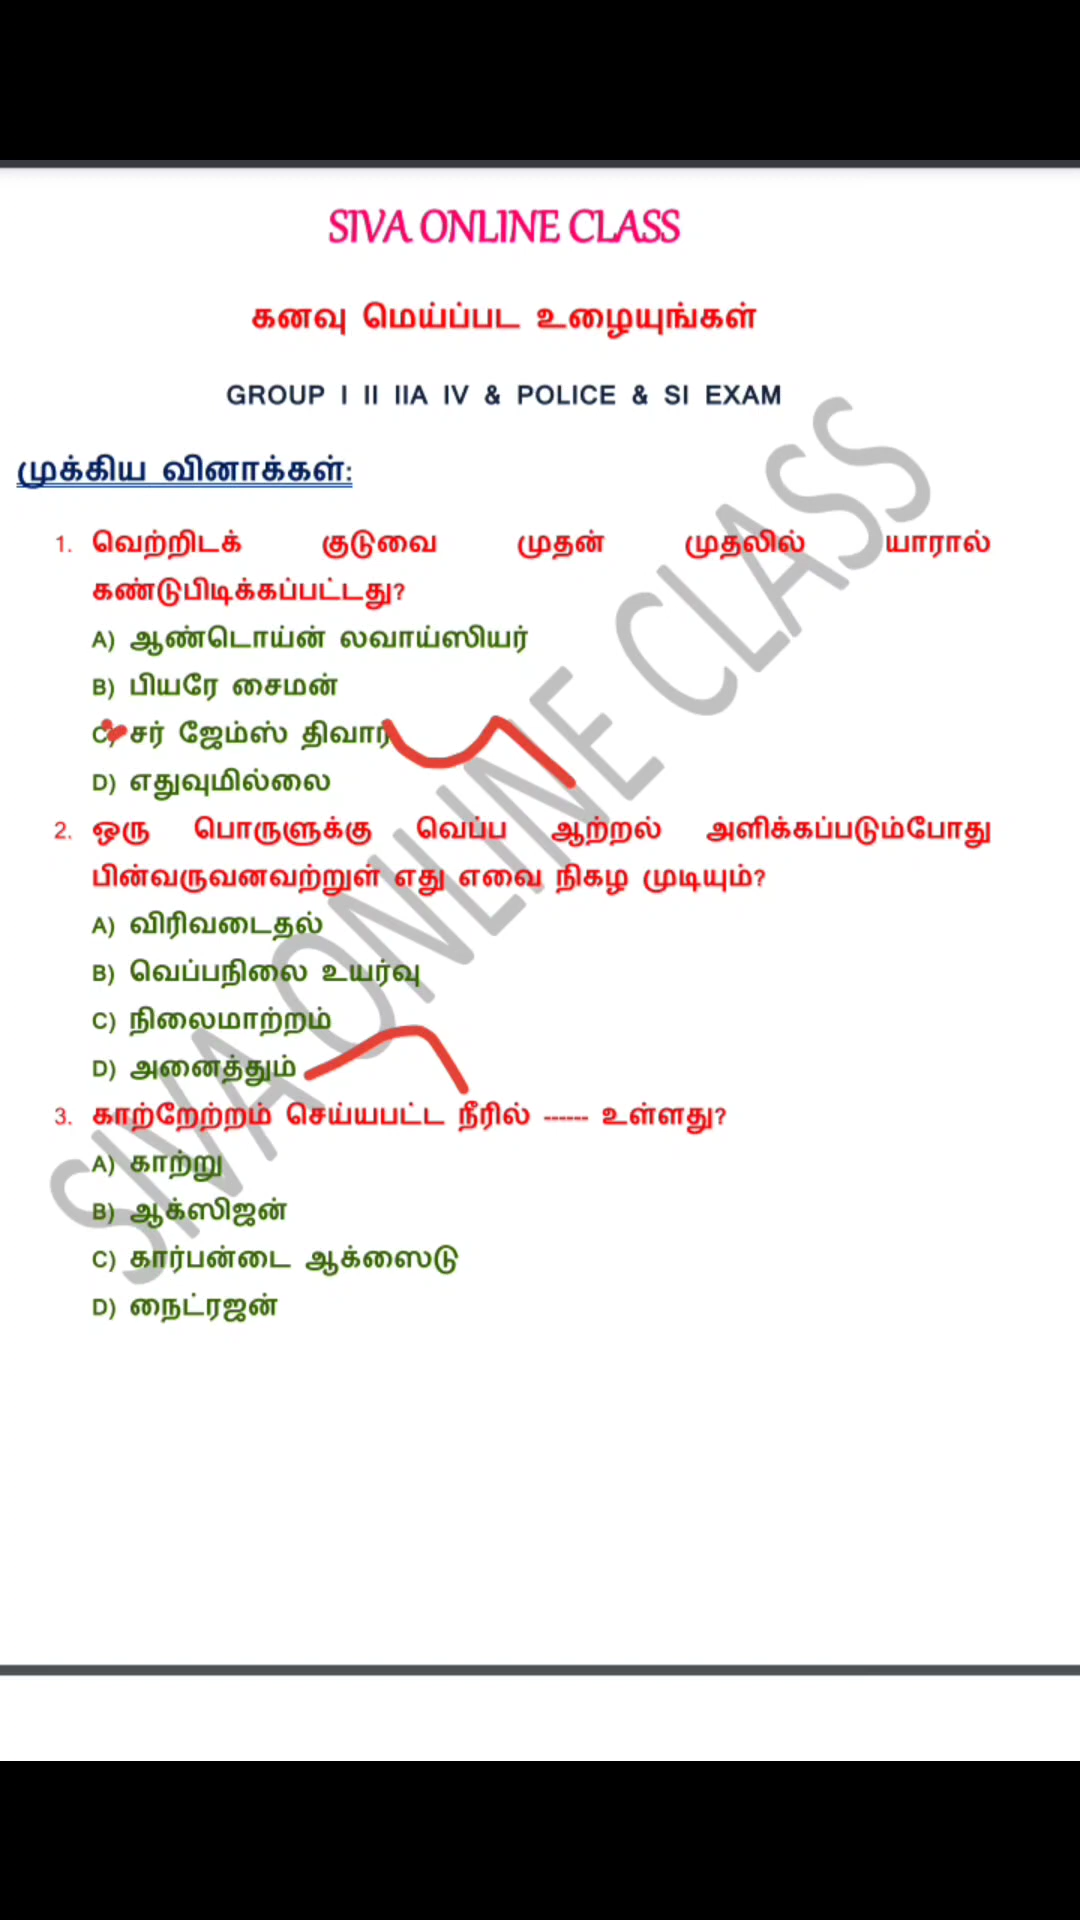 SIVA ONLINE CLASS
கனவு மெய்ப்பட உழையுங்கள்
GROUP I II IIA IV & POLICE & SI EXAM
முக்கிய வினாக்கள்:
1. வெற்றிடக் குடுவை முதன் முதலில் யாரால்
கண்டுபிடிக்கப்பட்டது?
A) ஆண்டொய்ன் லவாய்ஸியர்
B) பியரே சைமன்
C) சர் ஜேம்ஸ் திவார்
D) எதுவுமில்லை
2. ஒரு பொருளுக்கு வெப்ப ஆற்றல் அளிக்கப்படும்போது
பின்வருவனவற்றுள் எது எவை நிகழ முடியும்?
A) விரிவடைதல்
B) வெப்பநிலை உயர்வு
C) நிலைமாற்றம்
D) அனைத்தும்
3. காற்றேற்றம் செய்யபட்ட நீரில் ------ உள்ளது?
A) காற்று
B) ஆக்ஸிஜன்
C) கார்பன்டை ஆக்ஸைடு
D) நைட்ரஜன்
SIVA ONLINE CLASS